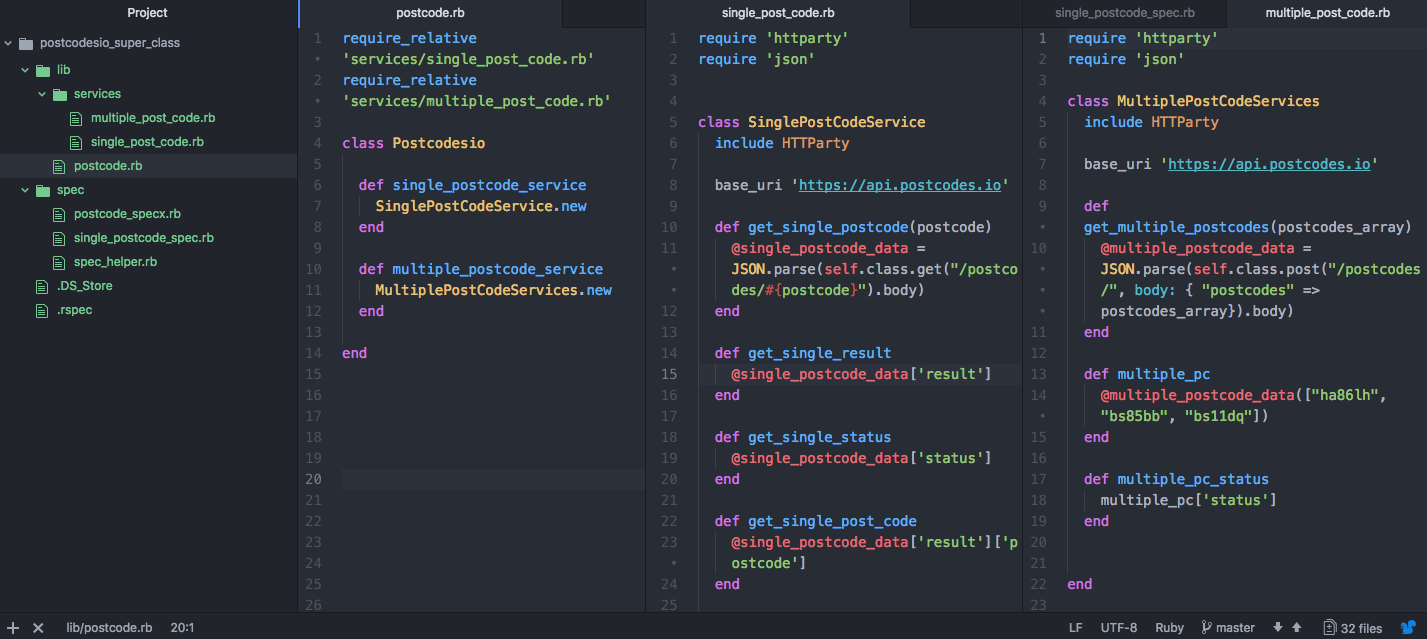 Project
postcodesio_super_class
lib
services
multiple_post_code.rb
single_post_code.rb
postcode.rb
spec
postcode_specx.rb
single_postcode_spec.rb
spec_helper.rb
.DS_Store
.rspec
postcode.rb
1 require_relative
• 'services/single_post_code.rb'
2 require_relative
• 'services/multiple_post_code.rb'
3
4 class Postcodesio
5
6 def single_postcode_service
7 SinglePostCodeService.new
8 end
9
10 def multiple_postcode_service
11 MultiplePostCodeServices.new
12 end
13
14 end
15
16
17
18
19
20
21
22
23
24
25
26
single_post_code.rb
1 require 'httparty'
2 require 'json'
3
4
5 class SinglePostCodeService
6 include HTTParty
7
8 base_uri 'https://api.postcodes.io'
9
10 def get_single_postcode(postcode)
11 @single_postcode_data =
• JSON.parse(self.class.get("/postco
• des/#{postcode}").body)
12 end
13
14 def get_single_result
15 @single_postcode_data['result']
16 end
17
18 def get_single_status
19 @single_postcode_data['status']
20 end
21
22 def get_single_post_code
23 @single_postcode_data['result']['p
• ostcode']
24 end
25
single_postcode_spec.rb
multiple_post_code.rb
1 require 'httparty'
2 require 'json'
3
4 class MultiplePostCodeServices
5 include HTTParty
6
7 base_uri 'https://api.postcodes.io'
8
9 def
• get_multiple_postcodes(postcodes_array)
10 @multiple_postcode_data =
• JSON.parse(self.class.post("/postcodes
• /", body: { "postcodes" =>
• postcodes_array}).body)
11 end
12
13 def multiple_pc
14 @multiple_postcode_data(["ha86lh",
• "bs85bb", "bs11dq"])
15 end
16
17 def multiple_pc_status
18 multiple_pc['status']
19 end
20
21
22 end
23
lib/postcode.rb 20:1
LF UTF-8 Ruby master 32 files